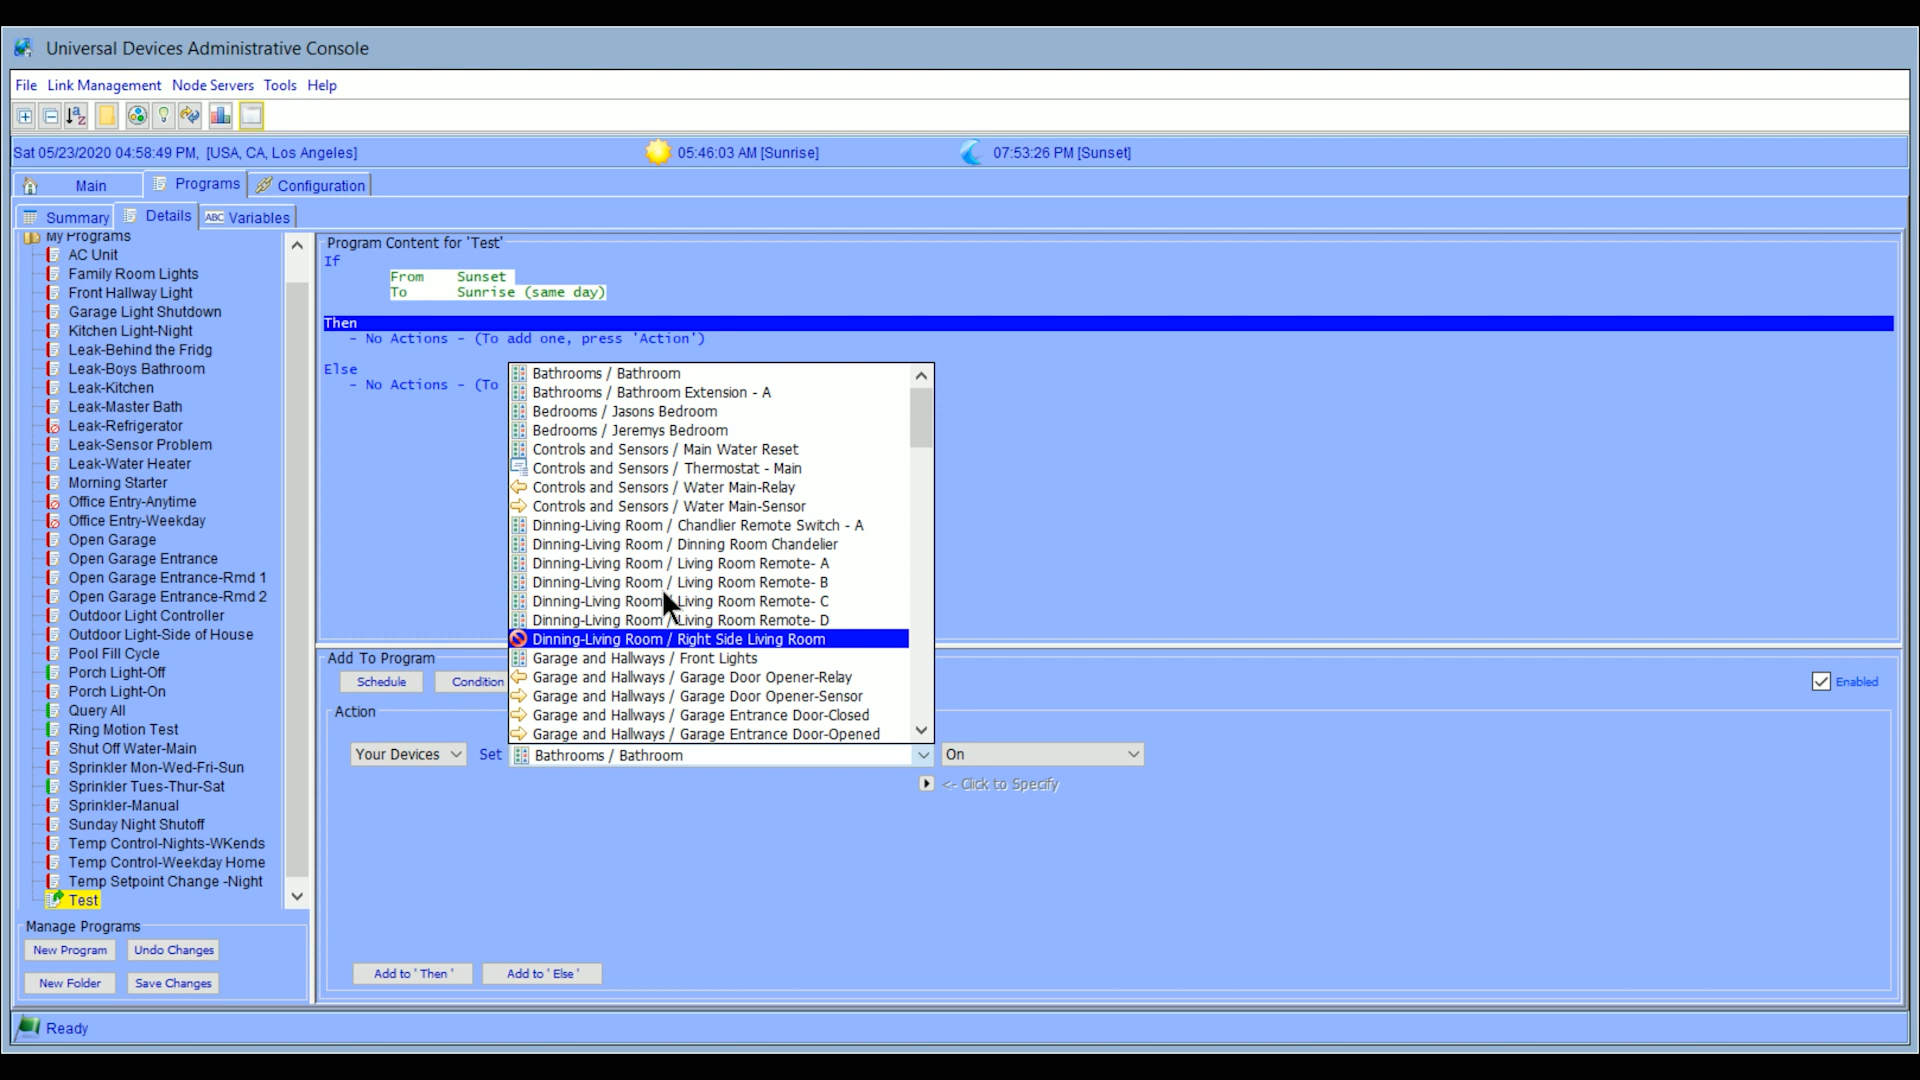 Universal Devices Administrative Console
File Link Management Node Servers Tools Help
Sat 05/23/2020 04:58:49 PM, [USA, CA, Los Angeles]
05:46:03 AM [Sunrise]
07:53:26 PM [Sunset]
Main
Programs
Configuration
Summary
Details
ABC Variables
My Programs
AC Unit
Family Room Lights
Front Hallway Light
Garage Light Shutdown
Kitchen Light-Night
Leak-Behind the Fridg
Leak-Boys Bathroom
Leak-Kitchen
Leak-Master Bath
Leak-Refrigerator
Leak-Sensor Problem
Leak-Water Heater
Morning Starter
Office Entry-Anytime
Office Entry-Weekday
Open Garage
Open Garage Entrance
Open Garage Entrance-Rmd 1
Open Garage Entrance-Rmd 2
Outdoor Light Controller
Outdoor Light-Side of House
Pool Fill Cycle
Porch Light-Off
Porch Light-On
Query All
Ring Motion Test
Shut Off Water-Main
Sprinkler Mon-Wed-Fri-Sun
Sprinkler Tues-Thur-Sat
Sprinkler-Manual
Sunday Night Shutoff
Temp Control-Nights-WKends
Temp Control-Weekday Home
Temp Setpoint Change -Night
Test
Manage Programs
New Program
Undo Changes
New Folder
Save Changes
Program Content for 'Test'
If
From Sunset
To Sunrise (same day)
Then
- No Actions - (To add one, press 'Action')
Else
- No Actions - (To
Bathrooms / Bathroom
Bathrooms / Bathroom Extension - A
Bedrooms / Jasons Bedroom
Bedrooms / Jeremys Bedroom
Controls and Sensors / Main Water Reset
Controls and Sensors / Thermostat - Main
Controls and Sensors / Water Main-Relay
Controls and Sensors / Water Main-Sensor
Dinning-Living Room / Chandlier Remote Switch - A
Dinning-Living Room / Dinning Room Chandelier
Dinning-Living Room / Living Room Remote- A
Dinning-Living Room / Living Room Remote- B
Dinning-Living Room / Living Room Remote- C
Dinning-Living Room / Living Room Remote- D
Dinning-Living Room / Right Side Living Room
Garage and Hallways / Front Lights
Garage and Hallways / Garage Door Opener-Relay
Garage and Hallways / Garage Door Opener-Sensor
Garage and Hallways / Garage Entrance Door-Closed
Garage and Hallways / Garage Entrance Door-Opened
Add To Program
Schedule
Condition
Enabled
Action
Your Devices
Set
Bathrooms / Bathroom
On
<- Click to Specify
Add to ' Then '
Add to ' Else '
Ready